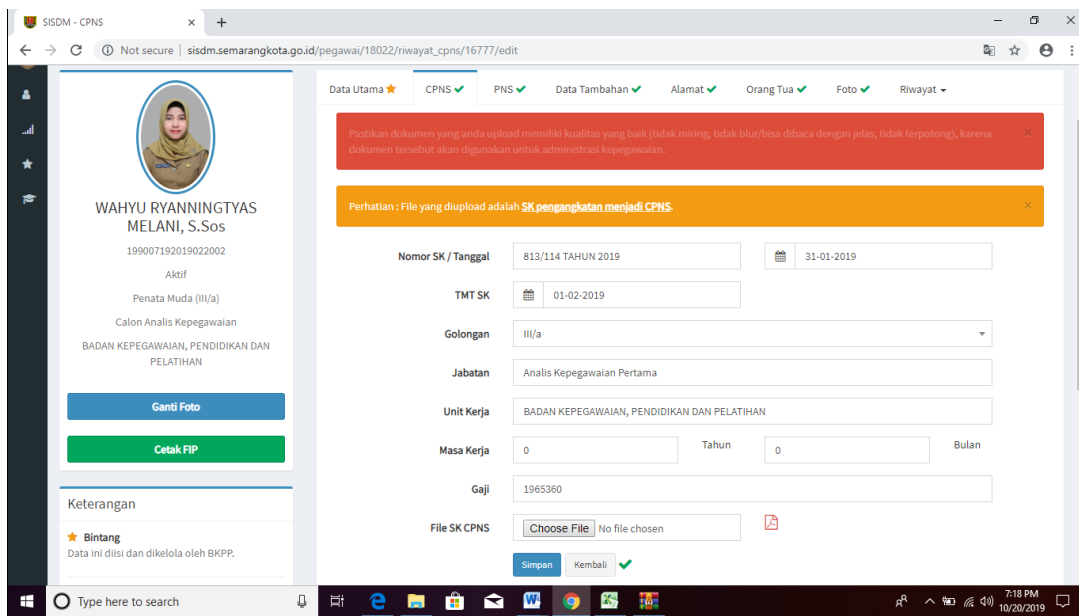 SISDM - CPNS
Not secure | sisdm.semarangkota.go.id/pegawai/18022/riwayat_cpns/16777/edit
WAHYU RYANNINGTYAS
MELANI, S.Sos
199007192019022002
Aktif
Penata Muda (III/a)
Calon Analis Kepegawaian
BADAN KEPEGAWAIAN, PENDIDIKAN DAN
PELATIHAN
Ganti Foto
Cetak FIP
Keterangan
Bintang
Data ini diisi dan dikelola oleh BKPP.
Data Utama CPNS PNS Data Tambahan Alamat Orang Tua Foto Riwayat
Pastikan dokumen yang anda upload memiliki kualitas yang baik (tidak miring, tidak blur/bisa dibaca dengan jelas, tidak terpotong), karena
dokumen tersebut akan digunakan untuk administrasi kepegawaian.
Perhatian : File yang diupload adalah SK pengangkatan menjadi CPNS.
Nomor SK / Tanggal 813/114 TAHUN 2019 31-01-2019
TMT SK 01-02-2019
Golongan III/a
Jabatan Analis Kepegawaian Pertama
Unit Kerja BADAN KEPEGAWAIAN, PENDIDIKAN DAN PELATIHAN
Masa Kerja 0 Tahun 0 Bulan
Gaji 1965360
File SK CPNS Choose File No file chosen
Simpan Kembali
Type here to search
7:18 PM
10/20/2019